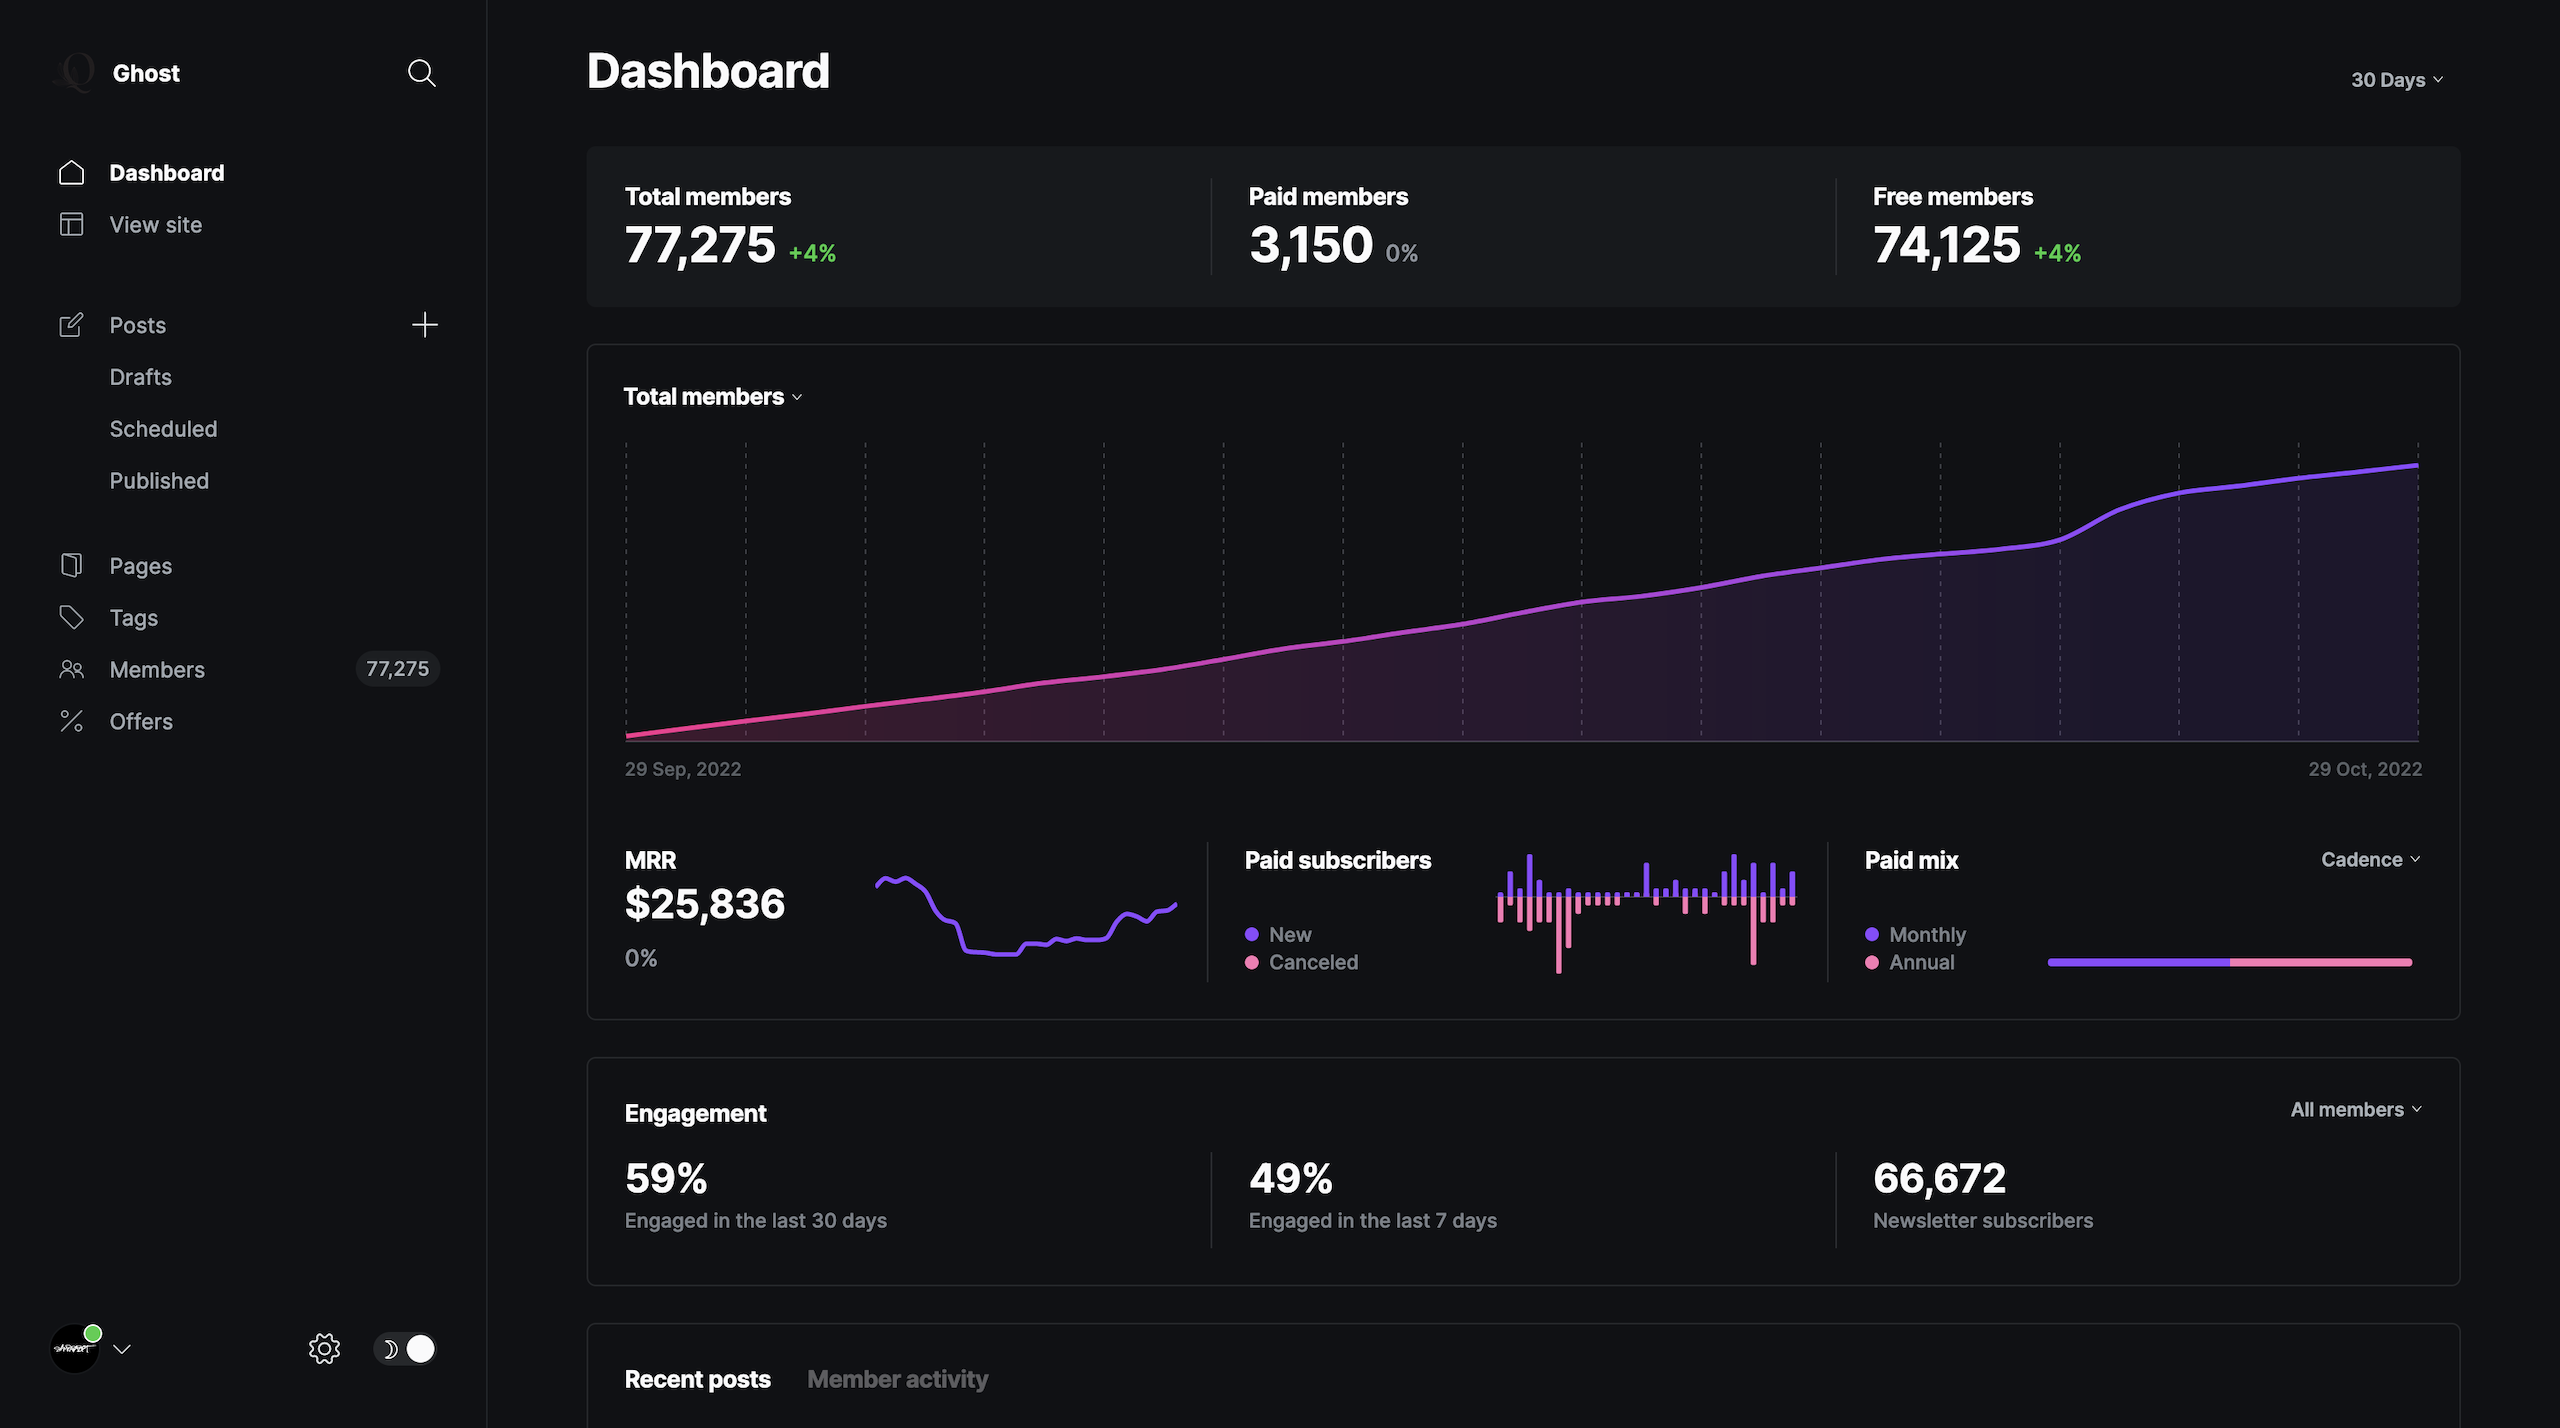 Ghost
Dashboard
View site
Posts
Drafts
Scheduled
Published
Pages
Tags
Members 77,275
Offers
Dashboard
30 Days
Total members
77,275 +4%
Paid members
3,150 0%
Free members
74,125 +4%
Total members
29 Sep, 2022
29 Oct, 2022
MRR
$25,836
0%
Paid subscribers
New
Canceled
Paid mix
Cadence
Monthly
Annual
Engagement
All members
59%
Engaged in the last 30 days
49%
Engaged in the last 7 days
66,672
Newsletter subscribers
Recent posts
Member activity